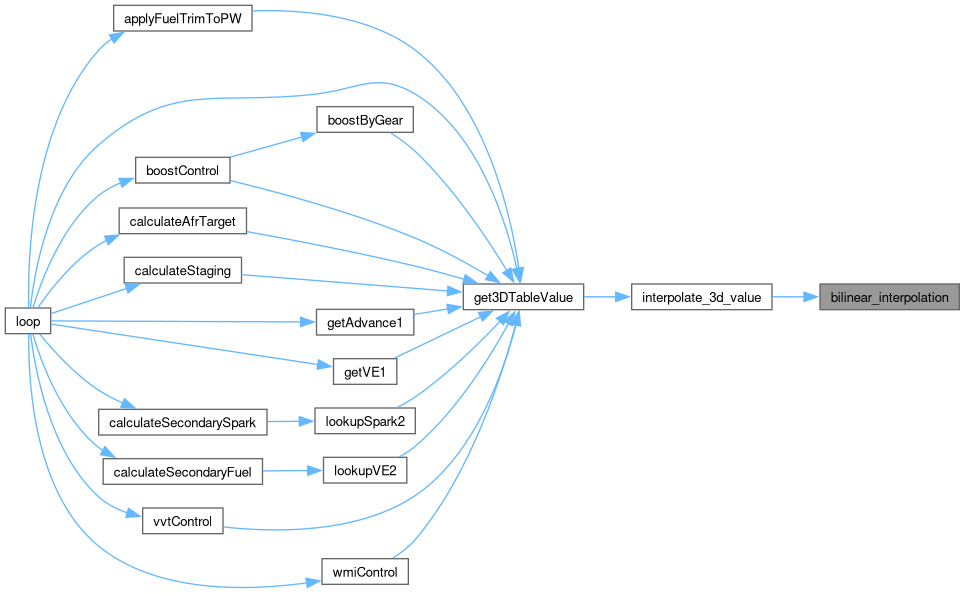 applyFuelTrimToPW
boostByGear
boostControl
calculateAfrTarget
calculateStaging
get3DTableValue
interpolate_3d_value
bilinear_interpolation
loop
getAdvance1
getVE1
calculateSecondarySpark
lookupSpark2
calculateSecondaryFuel
lookupVE2
vvtControl
wmiControl